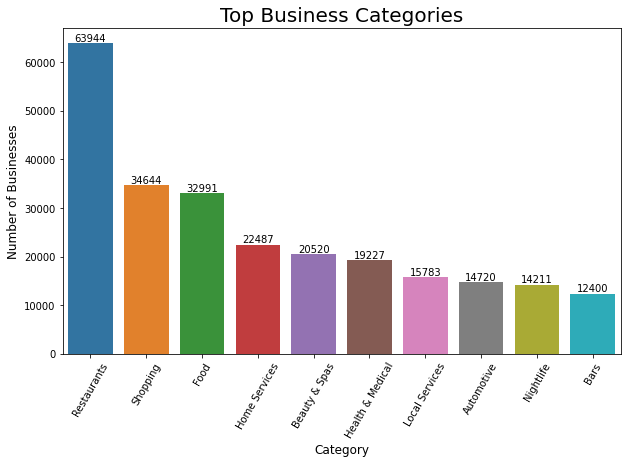 Top Business Categories
Number of Businesses
60000
50000
40000
30000
20000
10000
0
63944
34644
32991
22487
20520
19227
15783
14720
14211
12400
Restaurants
Shopping
Food
Home Services
Beauty & Spas
Health & Medical
Local Services
Automotive
Nightlife
Bars
Category